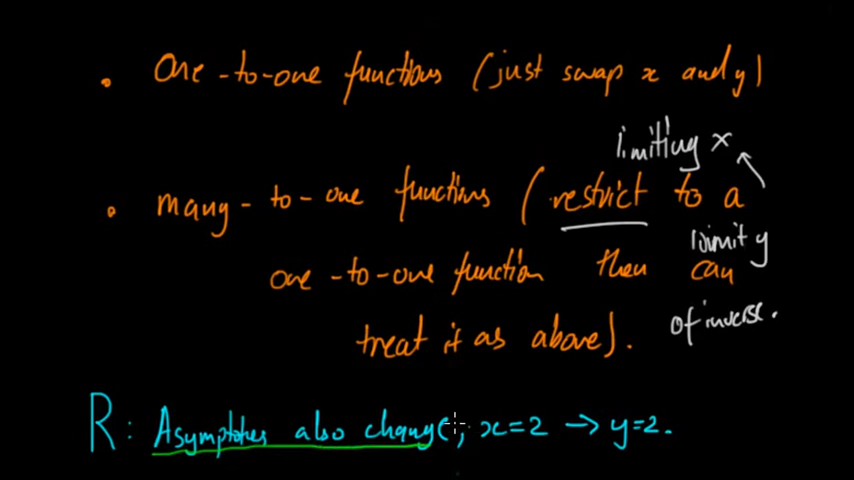 • One-to-one functions (just swap x and y)
limiting x
• many-to-one functions (restrict to a
limit y
one-to-one function then can
of inverse.
treat it as above).
R: Asymptotes also change, x=2 → y=2.